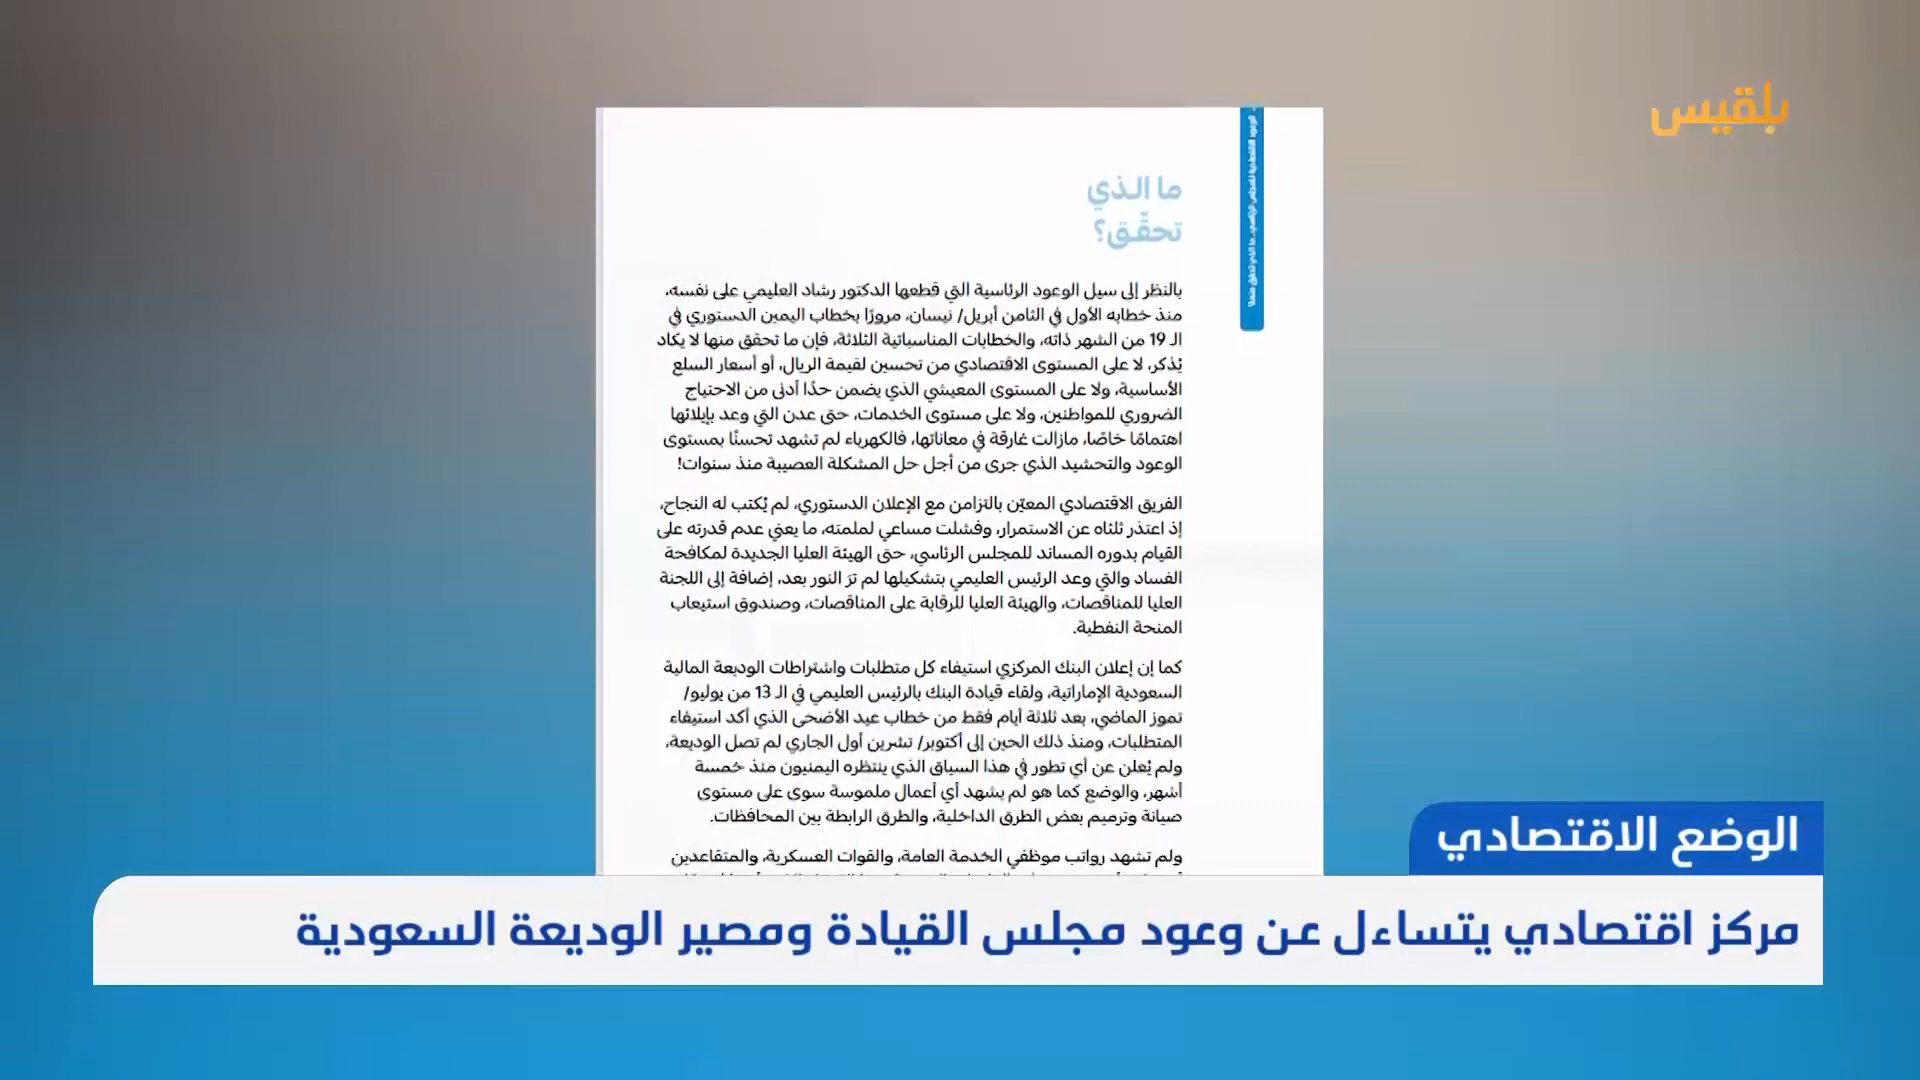 بلقيس
الوعود الاقتصادية للمجلس الرئاسي.. ما الذي تحقق منها؟
ما الذي
تحقّق؟
بالنظر إلى سيل الوعود الرئاسية التي قطعها الدكتور رشاد العليمي على نفسه،
منذ خطابه الأول في الثامن أبريل/ نيسان، مرورًا بخطاب اليمين الدستوري في
الـ 19 من الشهر ذاته، والخطابات المناسباتية الثلاثة، فإن ما تحقق منها لا يكاد
يُذكر، لا على المستوى الاقتصادي من تحسين لقيمة الريال، أو أسعار السلع
الأساسية، ولا على المستوى المعيشي الذي يضمن حدًا أدنى من الاحتياج
الضروري للمواطنين، ولا على مستوى الخدمات، حتى عدن التي وعد بإيلائها
اهتمامًا خاصًا، مازالت غارقة في معاناتها، فالكهرباء لم تشهد تحسنًا بمستوى
الوعود والتحشيد الذي جرى من أجل حل المشكلة العصيبة منذ سنوات!
الفريق الاقتصادي المعيّن بالتزامن مع الإعلان الدستوري، لم يُكتب له النجاح،
إذ اعتذر ثلثاه عن الاستمرار، وفشلت مساعي لملمته، ما يعني عدم قدرته على
القيام بدوره المساند للمجلس الرئاسي، حتى الهيئة العليا الجديدة لمكافحة
الفساد والتي وعد الرئيس العليمي بتشكيلها لم ترَ النور بعد، إضافة إلى اللجنة
العليا للمناقصات، والهيئة العليا للرقابة على المناقصات، وصندوق استيعاب
المنحة النفطية.
كما إن إعلان البنك المركزي استيفاء كل متطلبات واشتراطات الوديعة المالية
السعودية الإماراتية، ولقاء قيادة البنك بالرئيس العليمي في الـ 13 من يوليو/
تموز الماضي، بعد ثلاثة أيام فقط من خطاب عيد الأضحى الذي أكد استيفاء
المتطلبات، ومنذ ذلك الحين إلى أكتوبر/ تشرين أول الجاري لم تصل الوديعة،
ولم يُعلن عن أي تطور في هذا السياق الذي ينتظره اليمنيون منذ خمسة
أشهر، والوضع كما هو لم يشهد أي أعمال ملموسة سوى على مستوى
صيانة وترميم بعض الطرق الداخلية، والطرق الرابطة بين المحافظات.
ولم تشهد رواتب موظفي الخدمة العامة، والقوات العسكرية، والمتقاعدين
الوضع الاقتصادي
مركز اقتصادي يتساءل عن وعود مجلس القيادة ومصير الوديعة السعودية